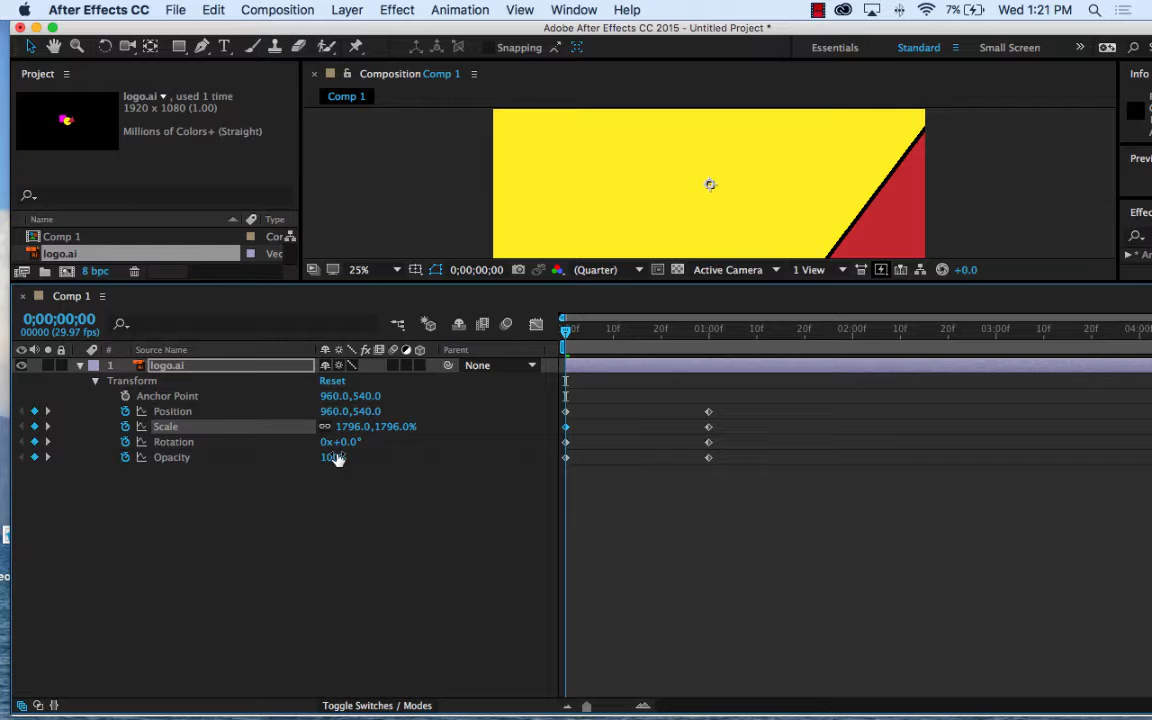 After Effects CC File Edit Composition Layer Effect Animation View Window Help 7% Wed 1:21 PM
Adobe After Effects CC 2015 - Untitled Project *
Snapping Essentials Standard Small Screen
Project Composition Comp 1 Info
logo.ai, used 1 time
1920 x 1080 (1.00)
Comp 1
Millions of Colors+ (Straight)
Previ
Effec
Name Type
Comp 1 Cor
logo.ai Vec
8 bpc 25% 0;00;00;00 (Quarter) Active Camera 1 View +0.0
Comp 1
0;00;00;00
00000 (29.97 fps)
00f 10f 20f 01:00f 10f 20f 02:00f 10f 20f 03:00f 10f 20f 04:00
# Source Name Parent
1 logo.ai None
Transform Reset
Anchor Point 960.0,540.0
Position 960.0,540.0
Scale 1796.0,1796.0%
Rotation 0x+0.0°
Opacity
Toggle Switches / Modes